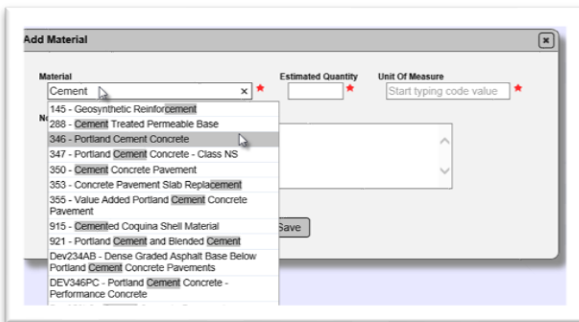 Add Material
Material
Estimated Quantity
Unit Of Measure
Cement
Start typing code value
No
145 - Geosynthetic Reinforcement
288 - Cement Treated Permeable Base
346 - Portland Cement Concrete
347 - Portland Cement Concrete - Class NS
350 - Cement Concrete Pavement
353 - Concrete Pavement Slab Replacement
355 - Value Added Portland Cement Concrete
Pavement
915 - Cemented Coquina Shell Material
921 - Portland Cement and Blended Cement
Dev234AB - Dense Graded Asphalt Base Below
Portland Cement Concrete Pavements
DEV346PC - Portland Cement Concrete -
Performance Concrete
Save